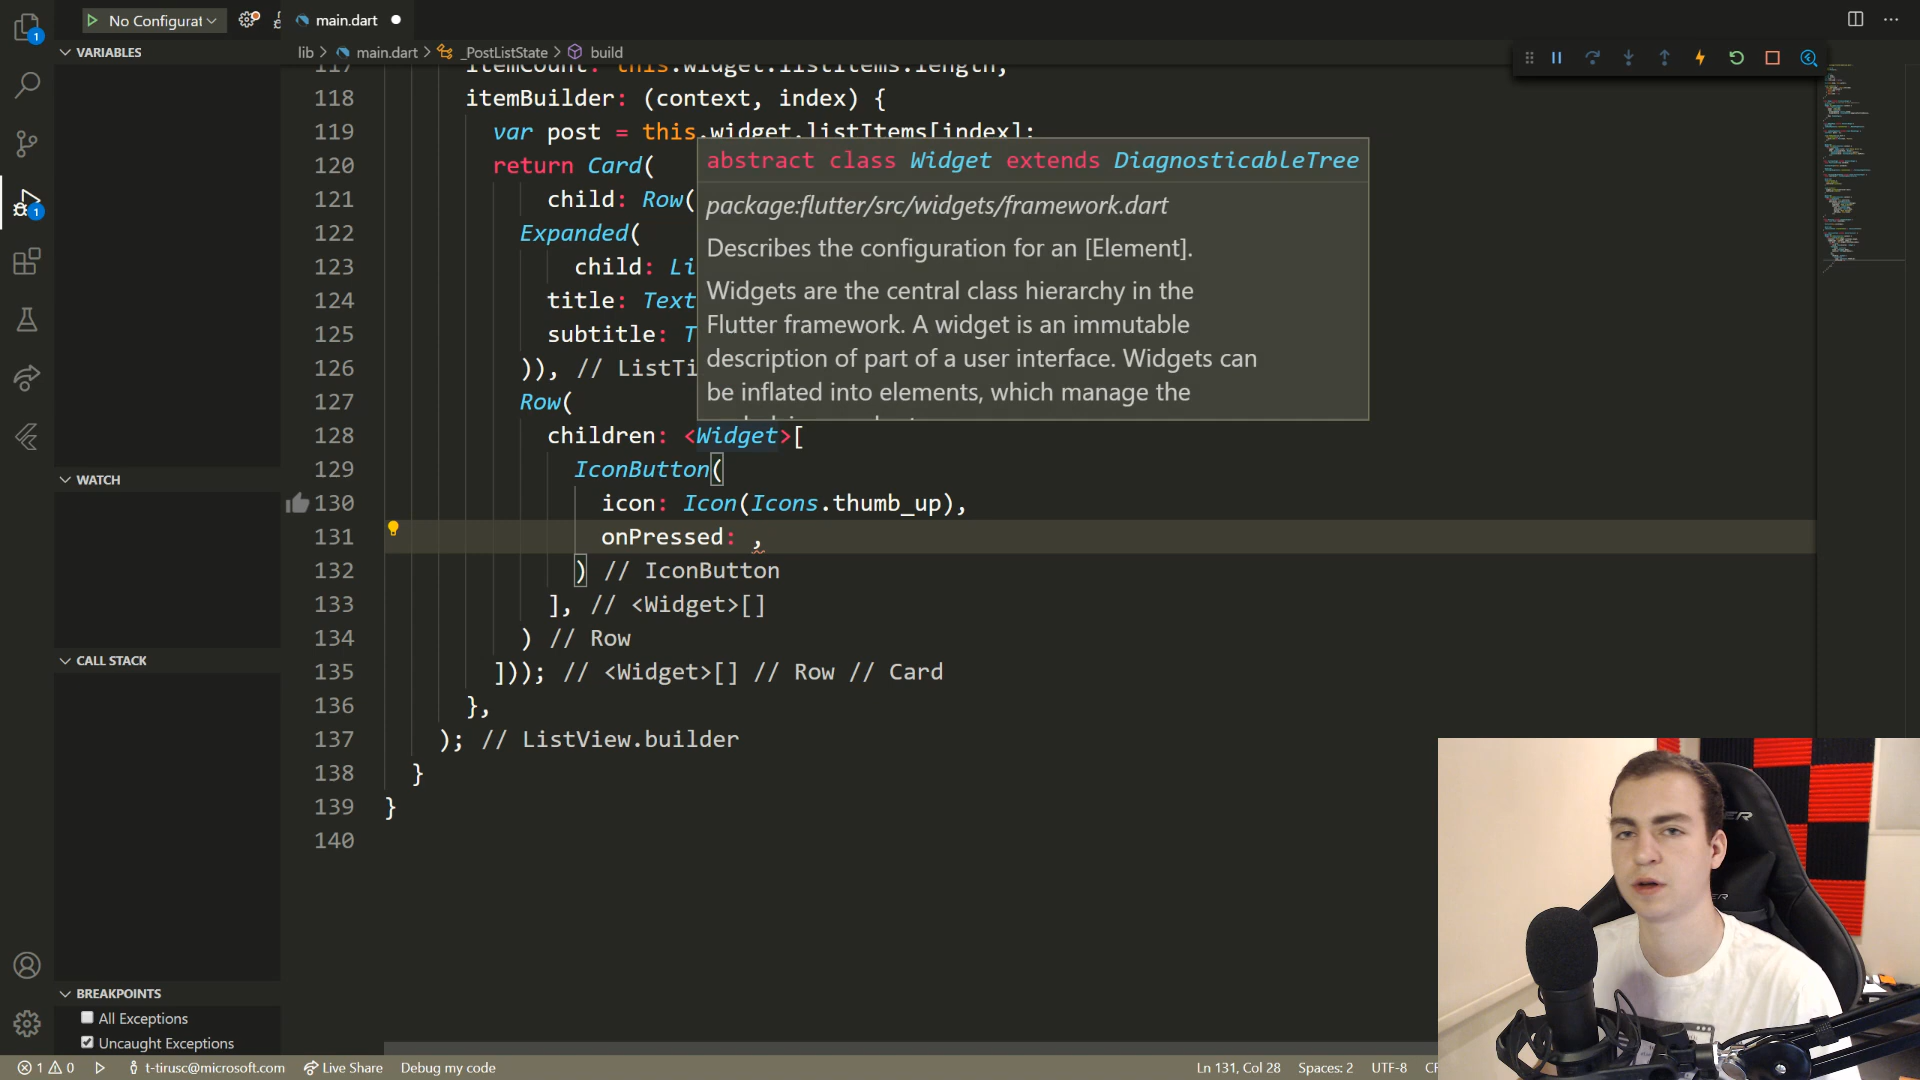 No Configurat
main.dart
VARIABLES
lib > main.dart > _PostListState > build
117 itemCount: this.widget.listItems.length,
118 itemBuilder: (context, index) {
119 var post = this.widget.listItems[index];
120 return Card(
121 child: Row(
122 Expanded(
123 child: Li
124 title: Text
125 subtitle: T
126 )), // ListTi
127 Row(
128 children: <Widget>[
129 IconButton(
130 icon: Icon(Icons.thumb_up),
131 onPressed: ,
132 ) // IconButton
133 ], // <Widget>[]
134 ) // Row
135 ])); // <Widget>[] // Row // Card
136 },
137 ); // ListView.builder
138 }
139 }
140
abstract class Widget extends DiagnosticableTree
package:flutter/src/widgets/framework.dart
Describes the configuration for an [Element].
Widgets are the central class hierarchy in the
Flutter framework. A widget is an immutable
description of part of a user interface. Widgets can
be inflated into elements, which manage the
WATCH
CALL STACK
BREAKPOINTS
All Exceptions
Uncaught Exceptions
1
1
1 0
t-tirusc@microsoft.com
Live Share
Debug my code
Ln 131, Col 28
Spaces: 2
UTF-8